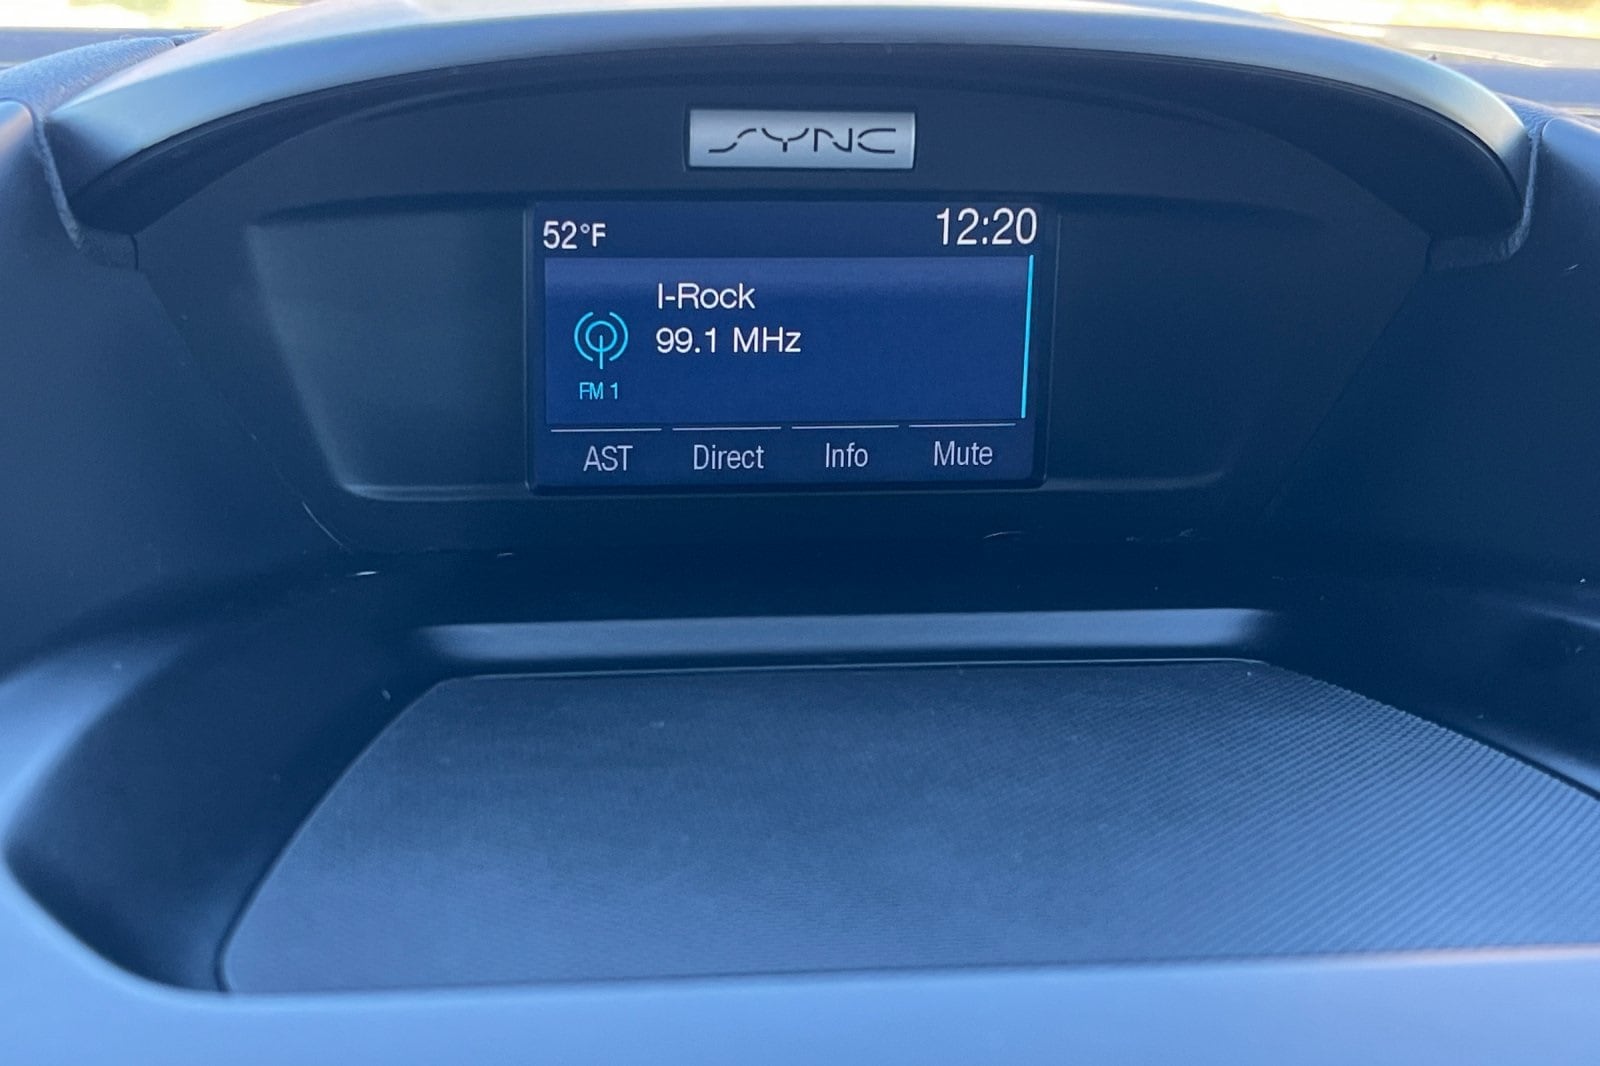 SYNC
52°F 12:20
I-Rock
99.1 MHz
FM 1
AST Direct Info Mute